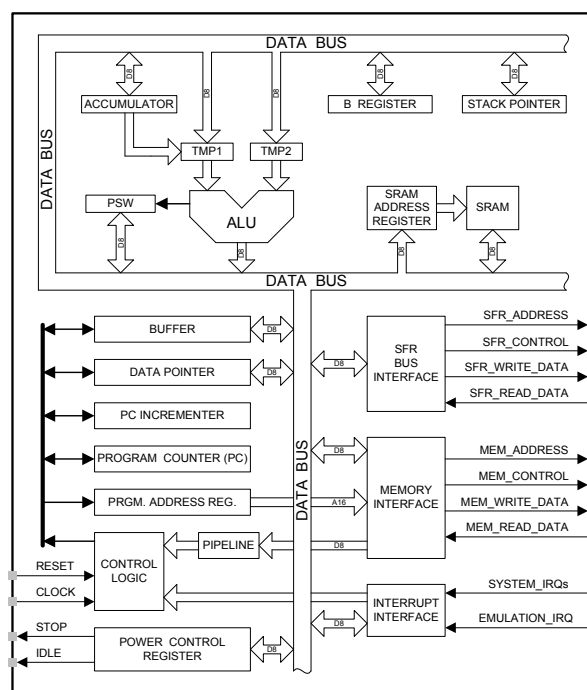 DATA BUS
D8
D8
D8
D8
D8
ACCUMULATOR
B REGISTER
STACK POINTER
DATA BUS
TMP1
TMP2
PSW
ALU
SRAM
ADDRESS
REGISTER
SRAM
D8
D8
D8
D8
DATA BUS
BUFFER
D8
DATA POINTER
D8
PC INCREMENTER
PROGRAM COUNTER (PC)
PRGM. ADDRESS REG.
A16
CONTROL
LOGIC
PIPELINE
D8
POWER CONTROL
REGISTER
D8
DATA BUS
D8
SFR
BUS
INTERFACE
SFR_ADDRESS
SFR_CONTROL
SFR_WRITE_DATA
SFR_READ_DATA
D8
MEMORY
INTERFACE
MEM_ADDRESS
MEM_CONTROL
MEM_WRITE_DATA
MEM_READ_DATA
D8
INTERRUPT
INTERFACE
SYSTEM_IRQs
EMULATION_IRQ
RESET
CLOCK
STOP
IDLE